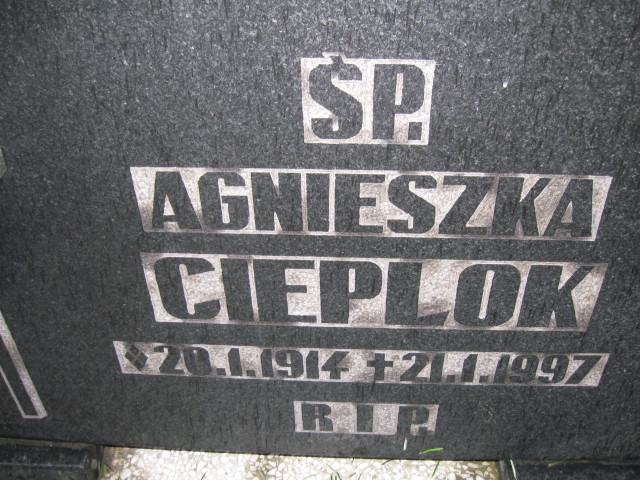 ŚP.
AGNIESZKA
CIEPLOK
20.1.1914 †21.1.1997
R I P.